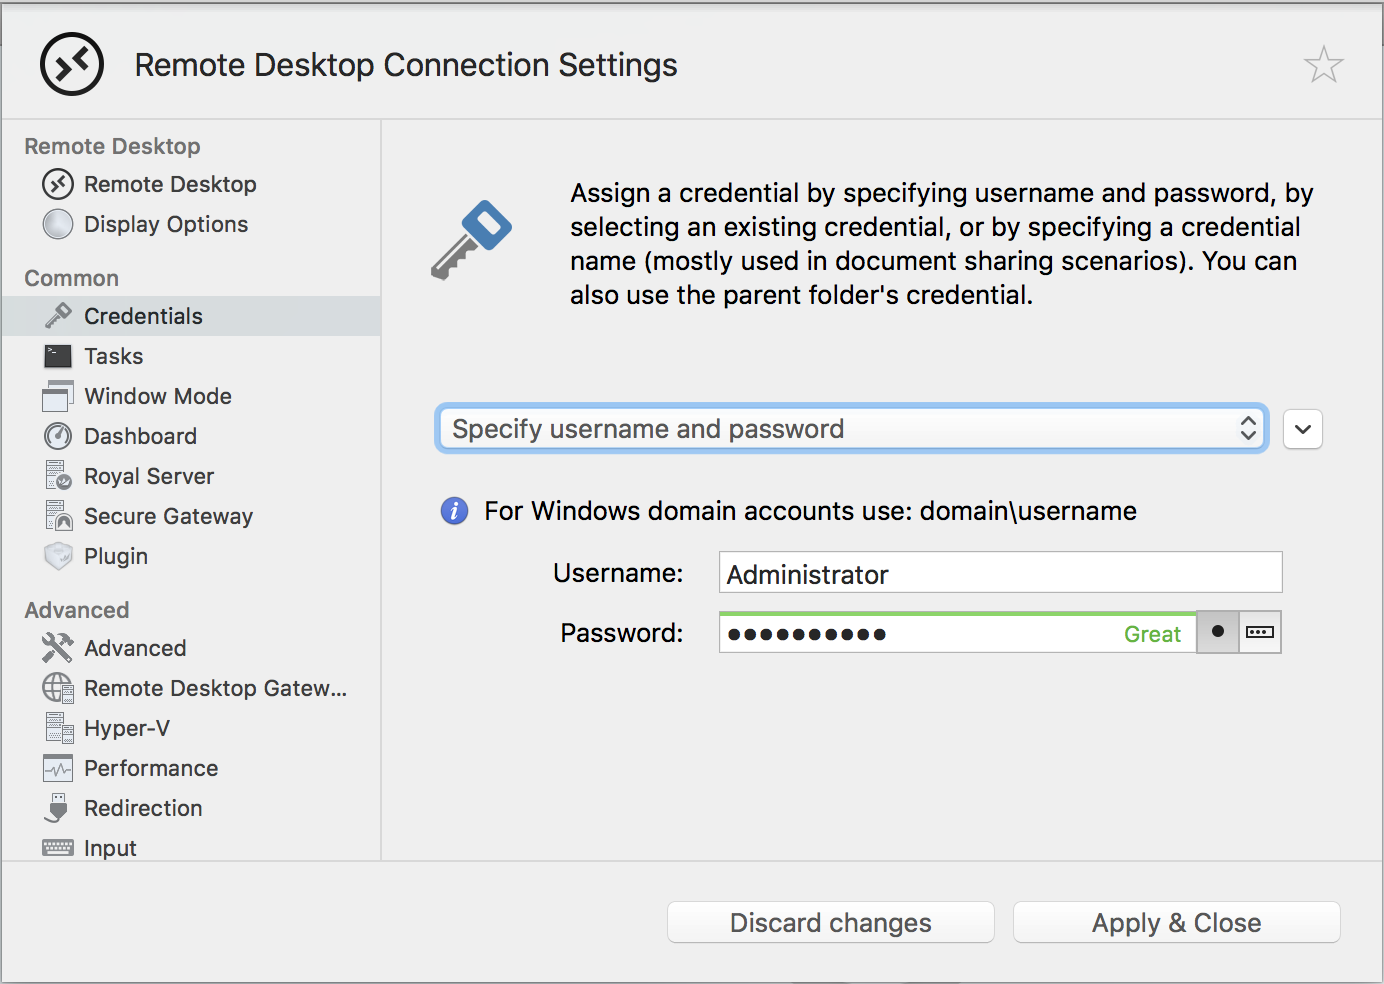 Remote Desktop Connection Settings
Remote Desktop
Remote Desktop
Display Options
Common
Credentials
Tasks
Window Mode
Dashboard
Royal Server
Secure Gateway
Plugin
Advanced
Advanced
Remote Desktop Gatew...
Hyper-V
Performance
Redirection
Input
Assign a credential by specifying username and password, by
selecting an existing credential, or by specifying a credential
name (mostly used in document sharing scenarios). You can
also use the parent folder's credential.
Specify username and password
For Windows domain accounts use: domain\username
Username: Administrator
Password: ●●●●●●●●●● Great
Discard changes Apply & Close